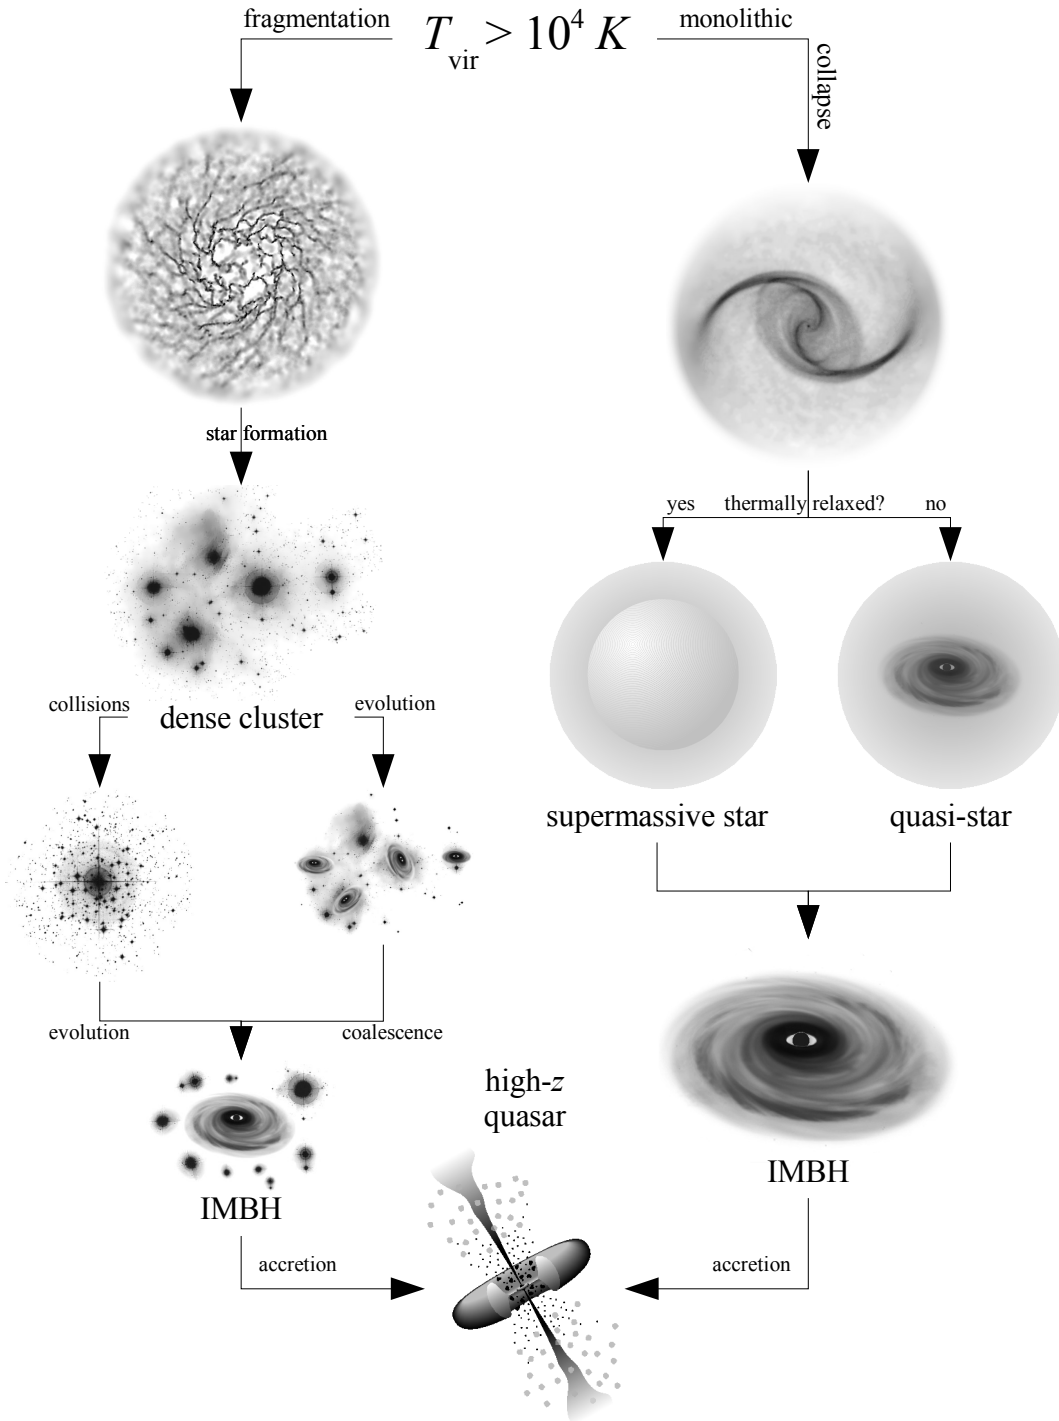 fragmentation
T_vir > 10^4 K
monolithic
collapse
star formation
yes
thermally relaxed?
no
collisions
evolution
dense cluster
supermassive star
quasi-star
evolution
coalescence
high-z
quasar
IMBH
IMBH
accretion
accretion